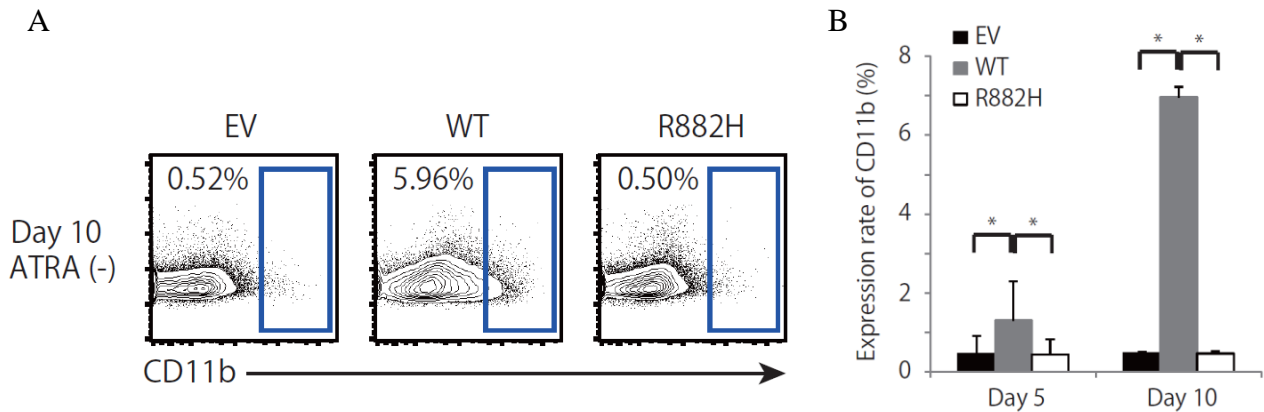 A
EV
WT
R882H
0.52%
5.96%
0.50%
Day 10
ATRA (-)
CD11b
B
EV
WT
R882H
Expression rate of CD11b (%)
8
6
4
2
0
*
*
*
*
Day 5
Day 10